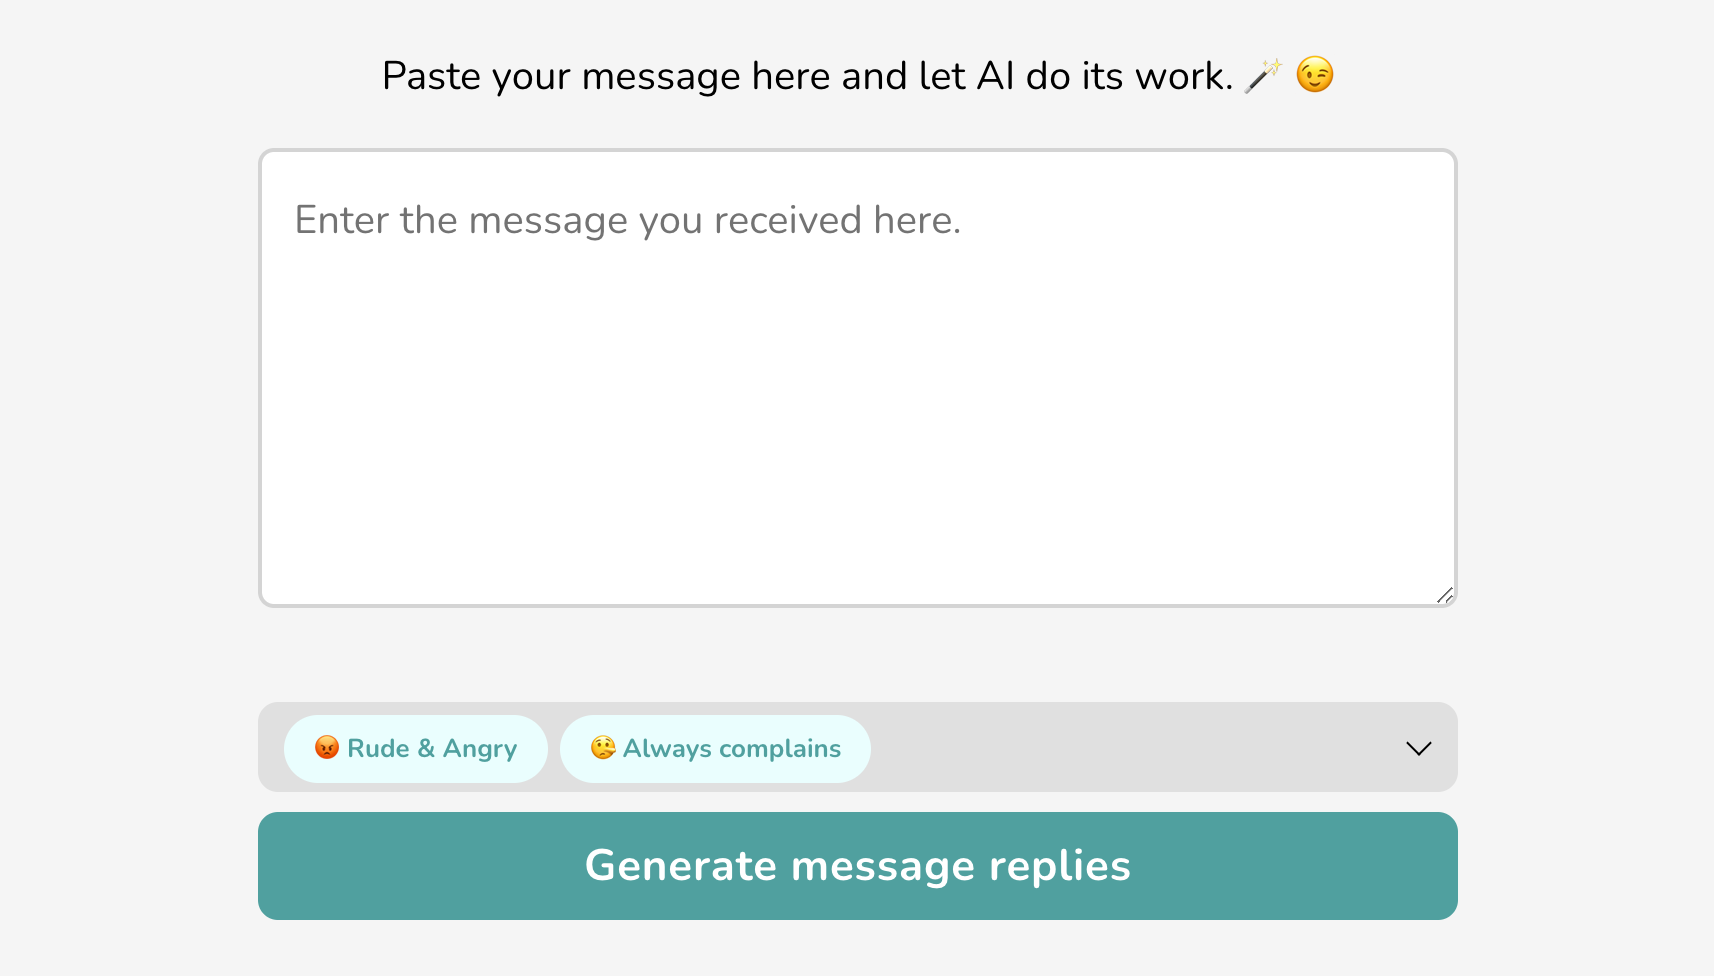 Paste your message here and let AI do its work. 🪄 😉
Enter the message you received here.
😡 Rude & Angry
🤥 Always complains
Generate message replies